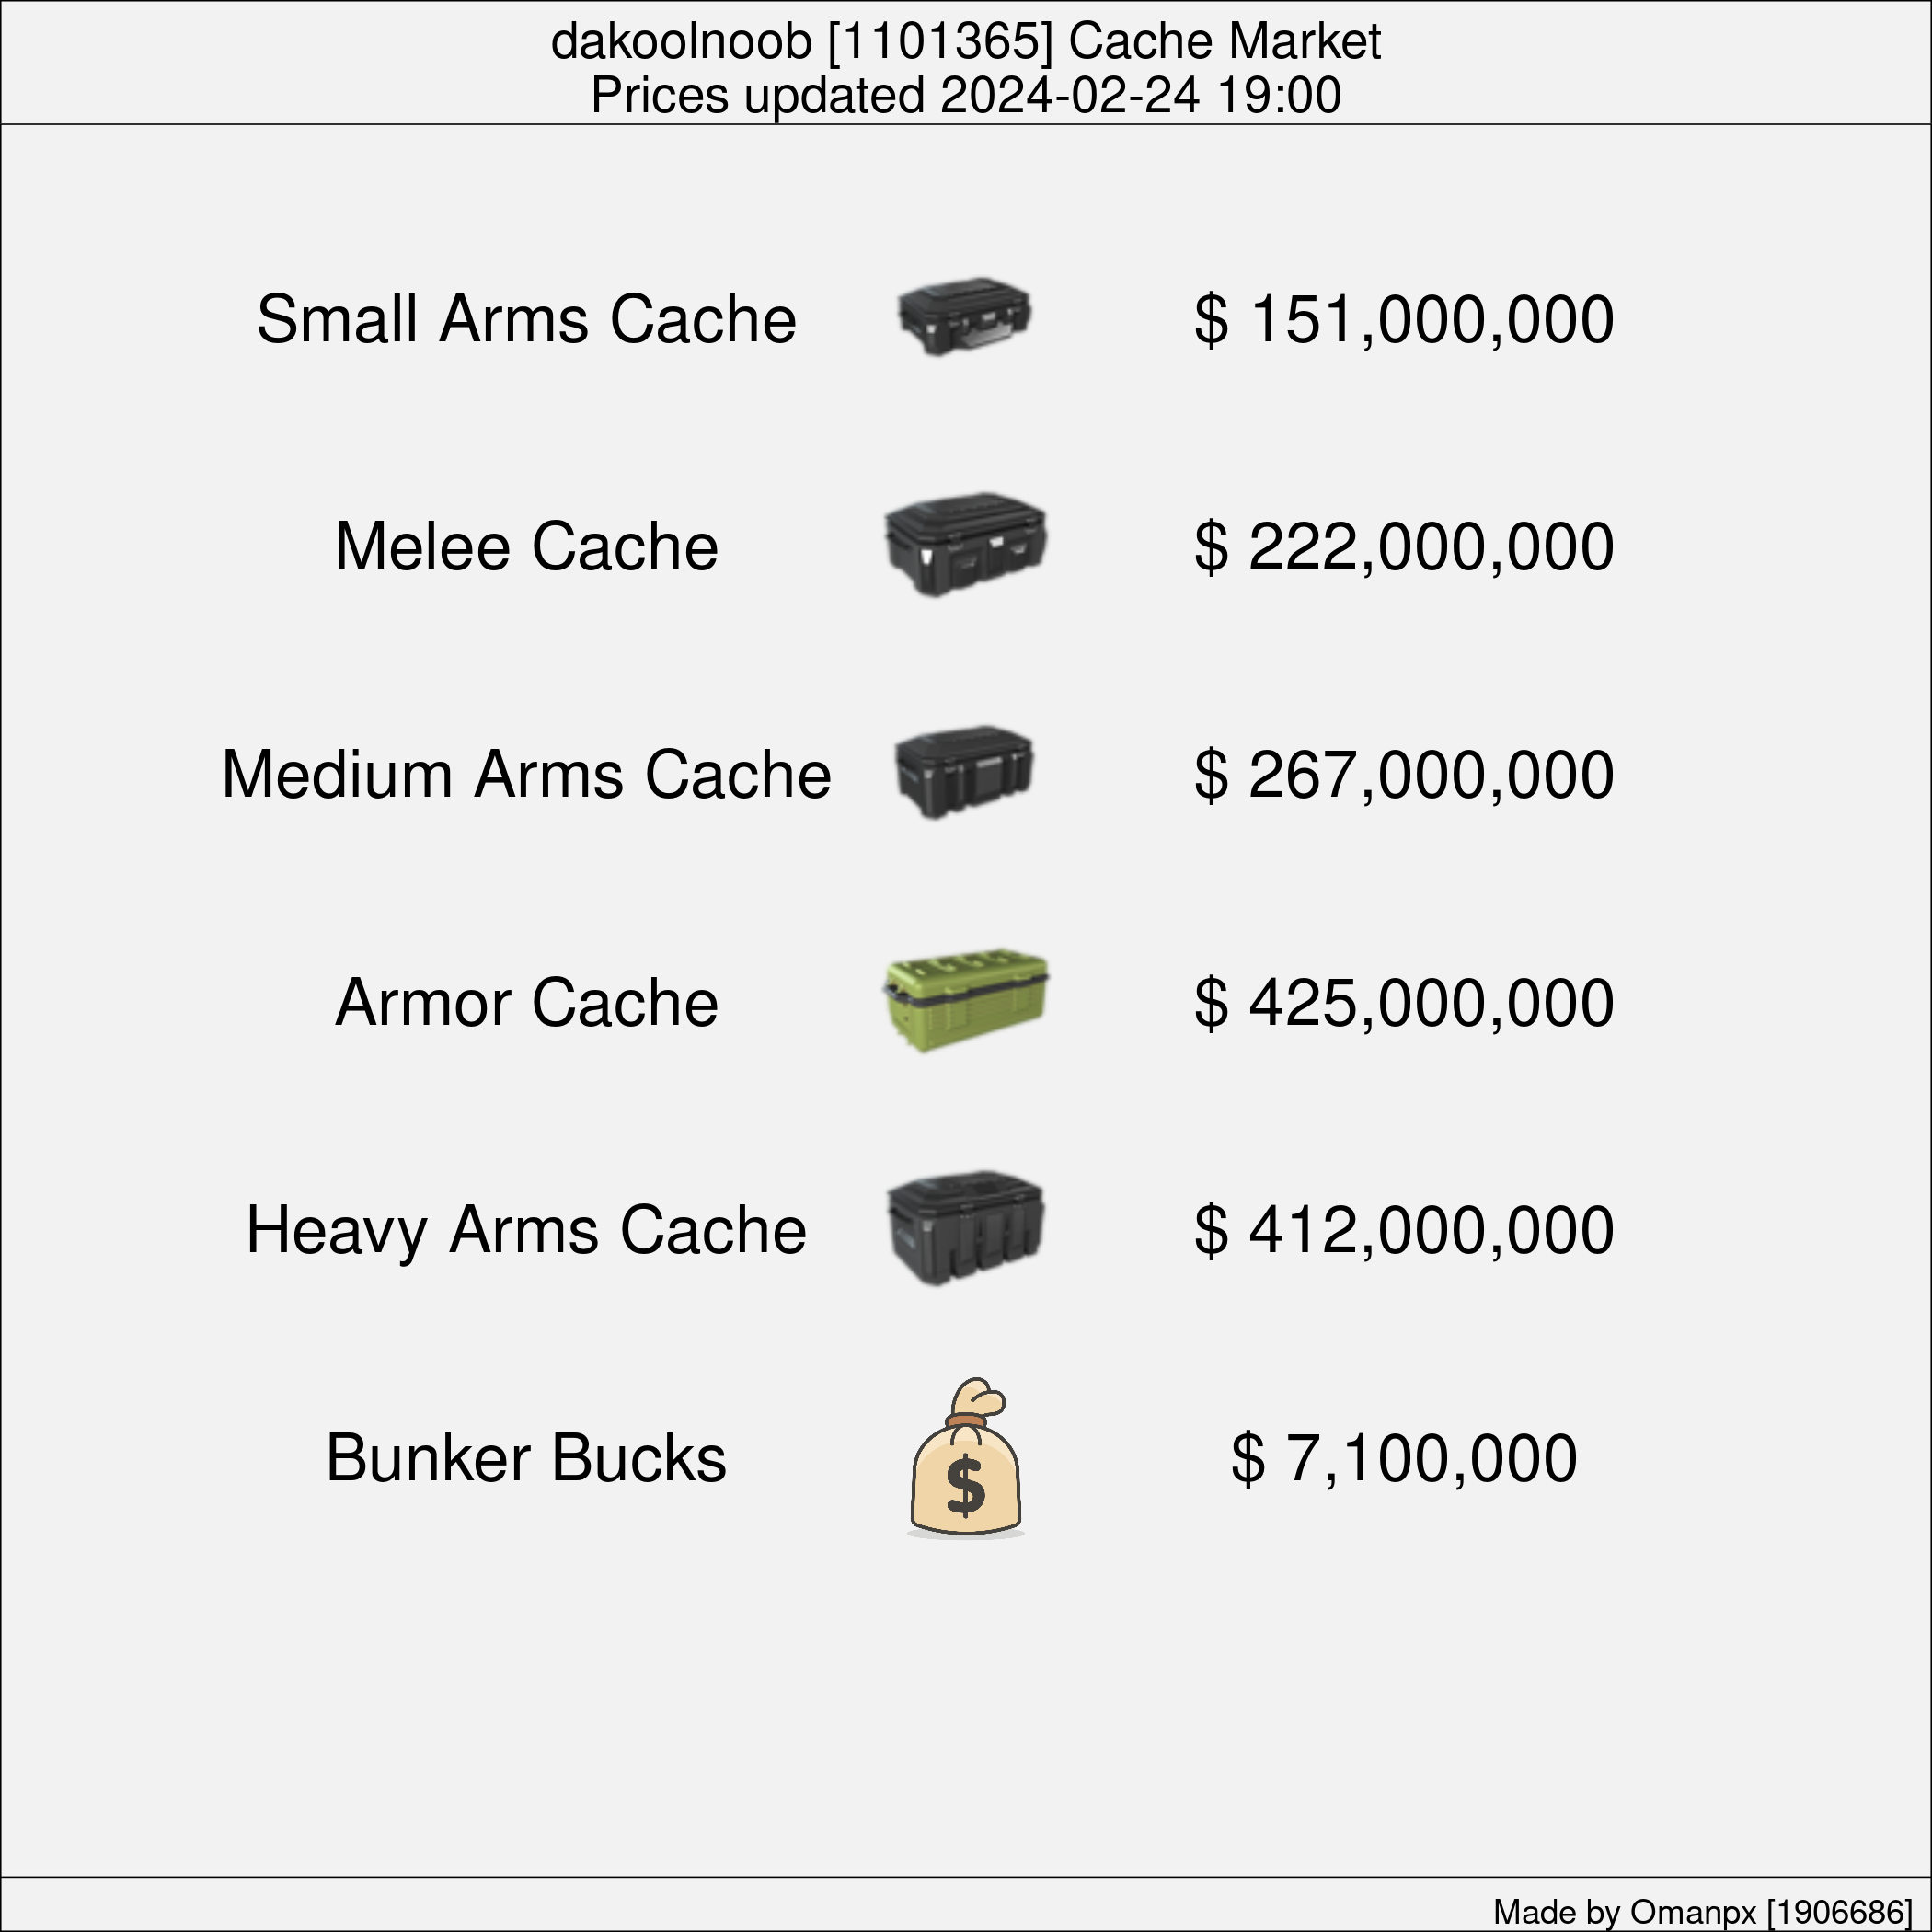 dakoolnoob [1101365] Cache Market
Prices updated 2024-02-24 19:00
Small Arms Cache $ 151,000,000
Melee Cache $ 222,000,000
Medium Arms Cache $ 267,000,000
Armor Cache $ 425,000,000
Heavy Arms Cache $ 412,000,000
Bunker Bucks $ $ 7,100,000
Made by Omanpx [1906686]